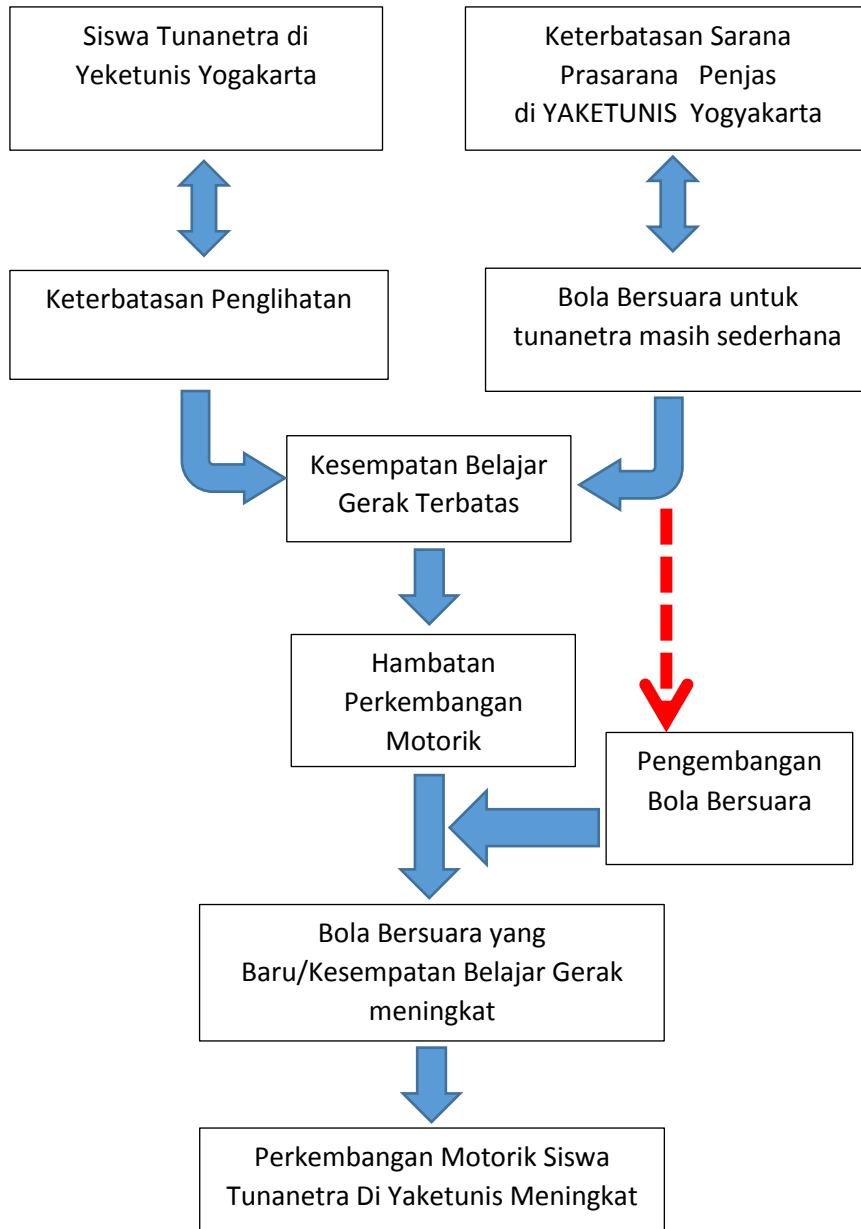 Siswa Tunanetra di
Yeketunis Yogakarta
Keterbatasan Sarana
Prasarana Penjas
di YAKETUNIS Yogyakarta
Keterbatasan Penglihatan
Bola Bersuara untuk
tunanetra masih sederhana
Kesempatan Belajar
Gerak Terbatas
Hambatan
Perkembangan
Motorik
Pengembangan
Bola Bersuara
Bola Bersuara yang
Baru/Kesempatan Belajar Gerak
meningkat
Perkembangan Motorik Siswa
Tunanetra Di Yaketunis Meningkat